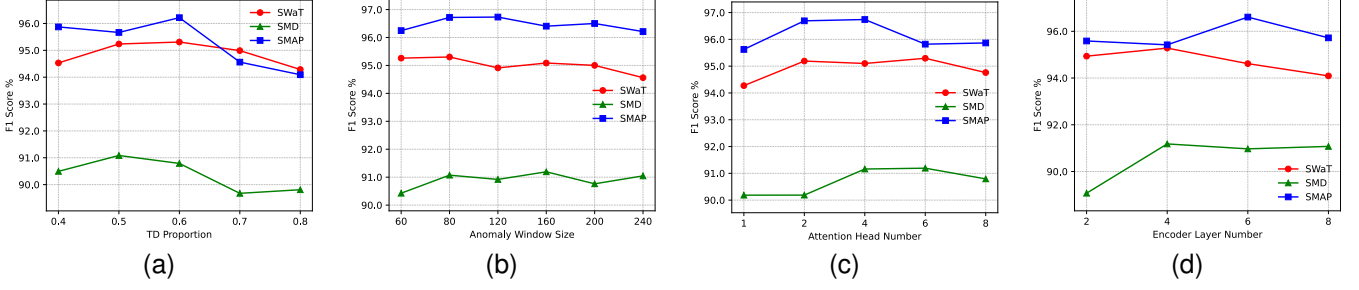 F1 Score %
96.0
95.0
94.0
93.0
92.0
91.0
90.0
0.4 0.5 0.6 0.7 0.8
TD Proportion
SWaT
SMD
SMAP
(a)
F1 Score %
97.0
96.0
95.0
94.0
93.0
92.0
91.0
90.0
60 80 120 160 200 240
Anomaly Window Size
SWaT
SMD
SMAP
(b)
F1 Score %
97.0
96.0
95.0
94.0
93.0
92.0
91.0
90.0
1 2 4 6 8
Attention Head Number
SWaT
SMD
SMAP
(c)
F1 Score %
96.0
94.0
92.0
90.0
2 4 6 8
Encoder Layer Number
SWaT
SMD
SMAP
(d)